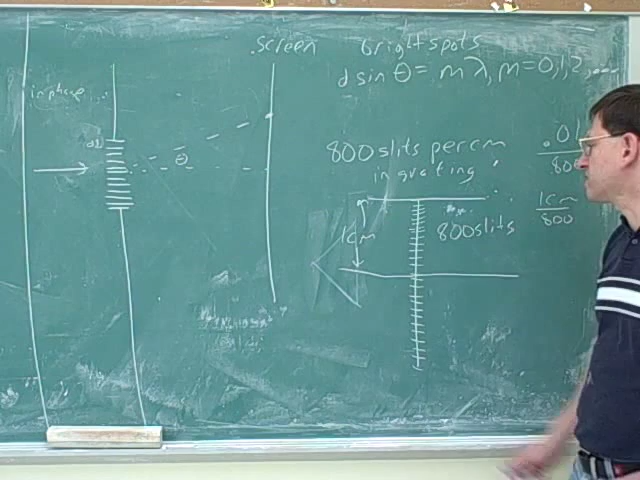 screen
bright spots
d sin θ = mλ, m = 0, 1, 2, ....
in phase
d
θ
800 slits per cm
in grating
.01
800
1cm
800
1cm
800 slits